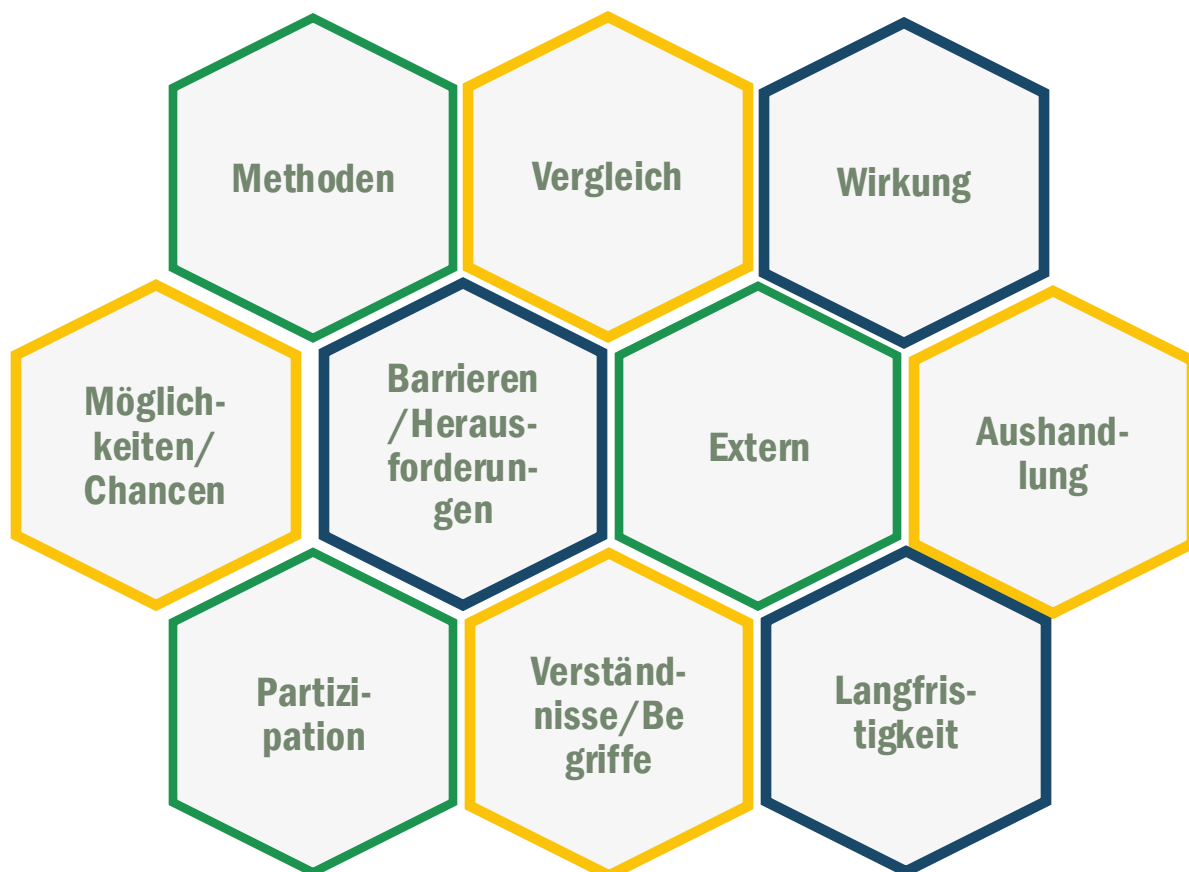 Methoden
Vergleich
Wirkung
Möglich-
keiten/
Chancen
Barrieren
/Heraus-
forderun-
gen
Extern
Aushand-
lung
Partizi-
pation
Verständ-
nisse/Be
griffe
Langfris-
tigkeit